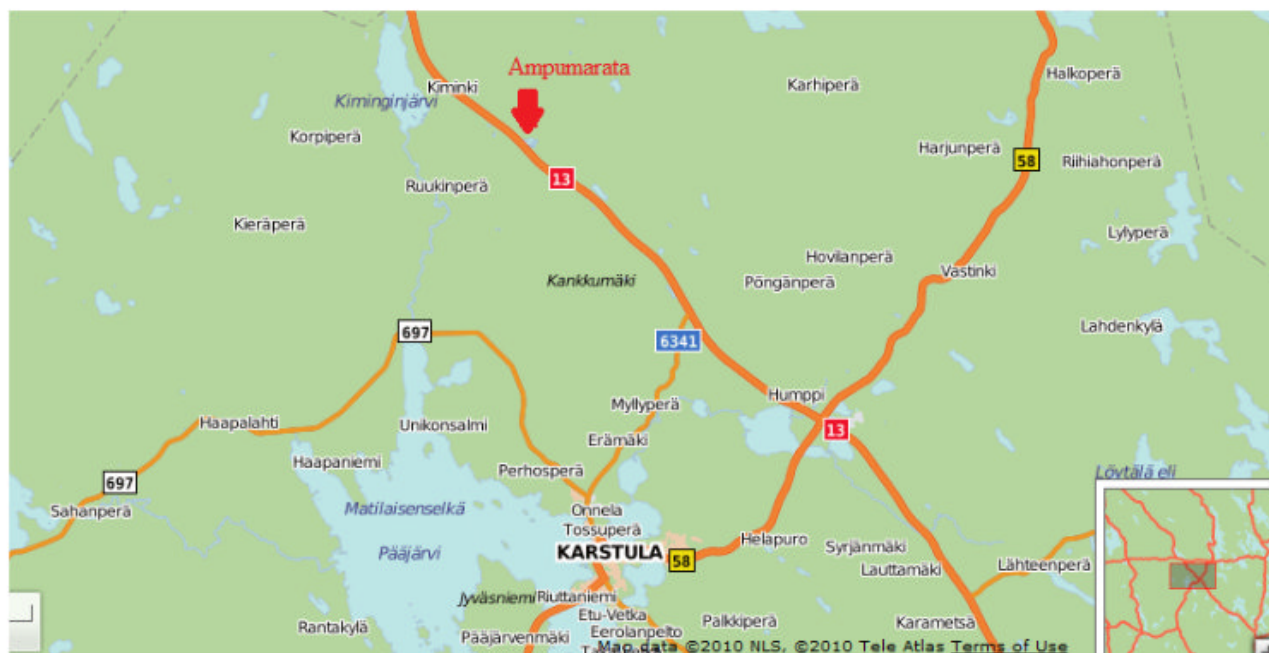 Ampumarata
Kiminki
Kiminginjärvi
Karhiperä
Halkoperä
Korpiperä
Harjunperä
58
Riihiahonperä
13
Ruukinperä
Kieräperä
Lylyperä
Hovilanperä
Vastinki
Kankkumäki
Pöngänperä
697
6341
Lahdenkylä
Humppi
Myllyperä
Haapalahti
Unikonsalmi
13
Erämäki
Haapaniemi
Perhosperä
Löytälä eli
697
Sahanperä
Matilaisenselkä
Onnela
Tossuperä
Pääjärvi
KARSTULA
58
Helapuro
Syrjänmäki
Lauttamäki
Lähteenperä
Jyväsniemi
Riuttaniemi
Etu-Vetka
Rantakylä
Pääjärvenmäki
Eerolanpelto
Palkkiperä
Karametsä
Map data ©2010 NLS, ©2010 Tele Atlas Terms of Use